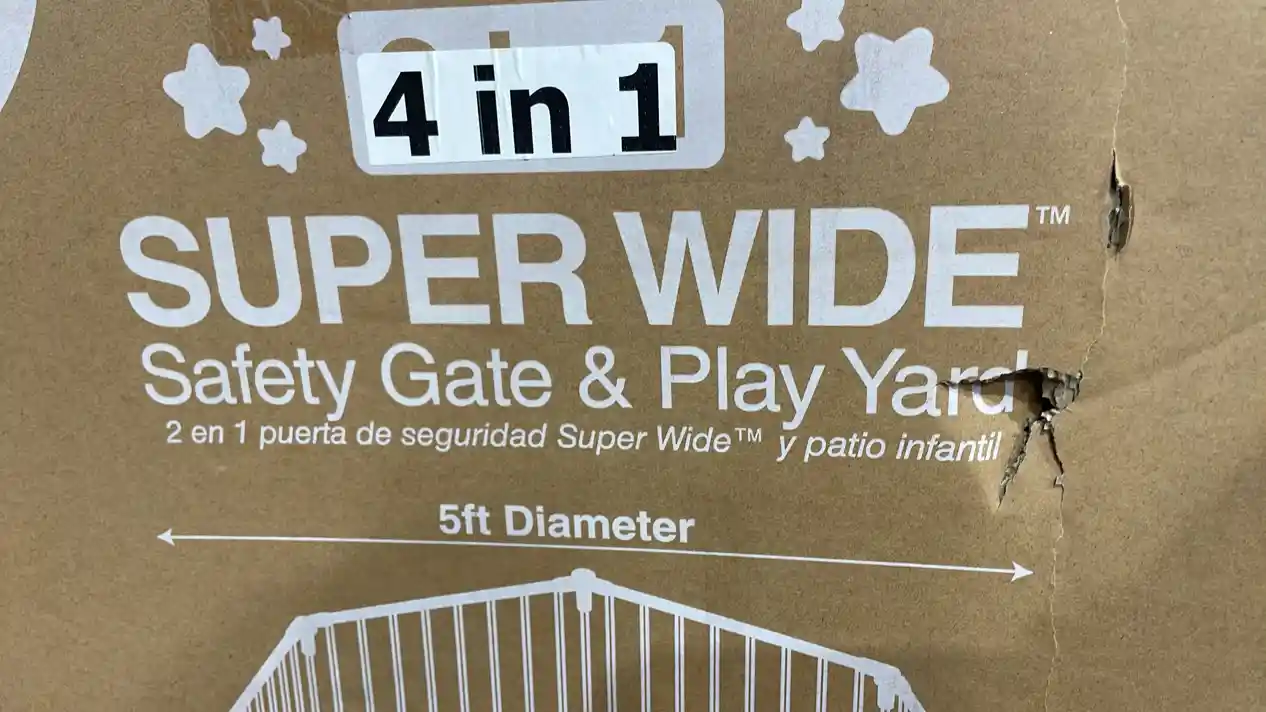 4 in 1
SUPER WIDE™
Safety Gate & Play Yard
2 en 1 puerta de seguridad Super Wide™ y patio infantil
5ft Diameter